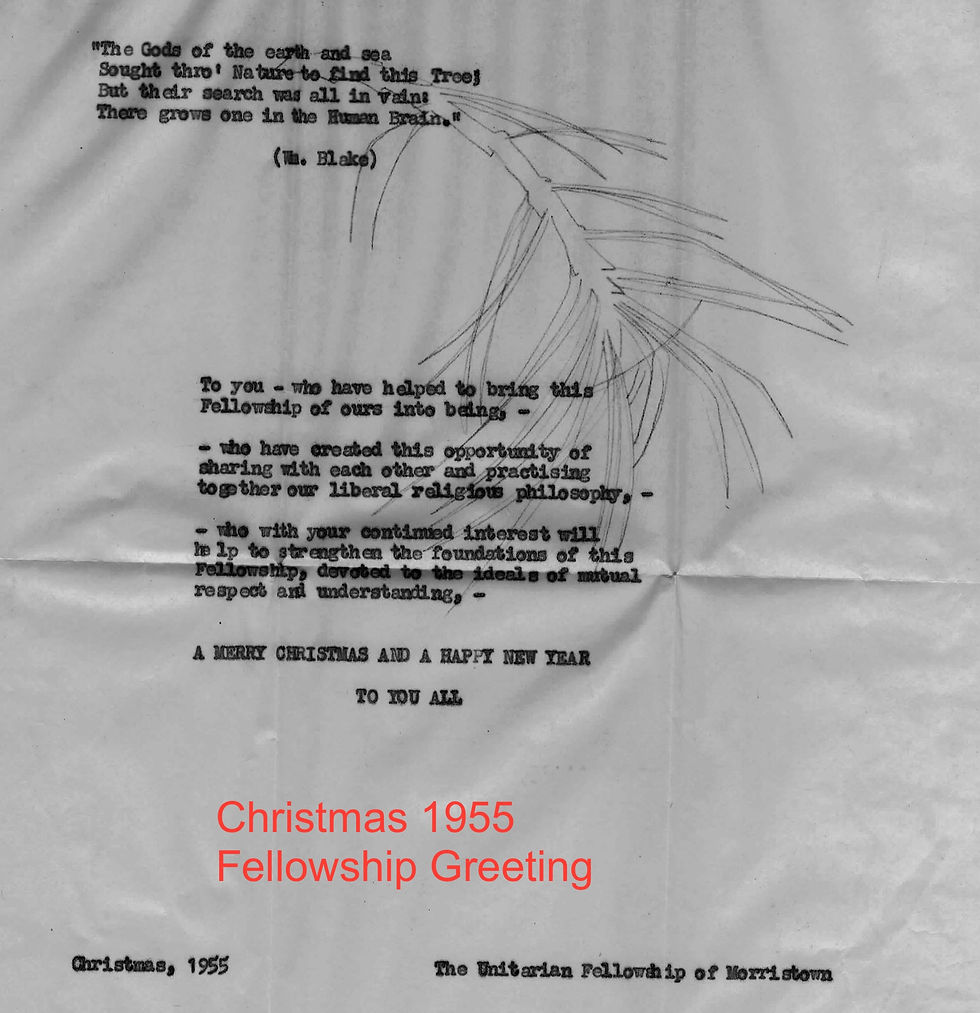 "The Gods of the earth and sea
Sought thro' Nature to find this Tree;
But their search was all in vain:
There grows one in the Human Brain."
(Wm. Blake)
To you - who have helped to bring this
Fellowship of ours into being, -
- who have created this opportunity of
sharing with each other and practising
together our liberal religious philosophy, -
- who with your continued interest will
help to strengthen the foundations of this
Fellowship, devoted to the ideals of mutual
respect and understanding, -
A MERRY CHRISTMAS AND A HAPPY NEW YEAR
TO YOU ALL
Christmas 1955
Fellowship Greeting
Christmas, 1955 The Unitarian Fellowship of Morristown